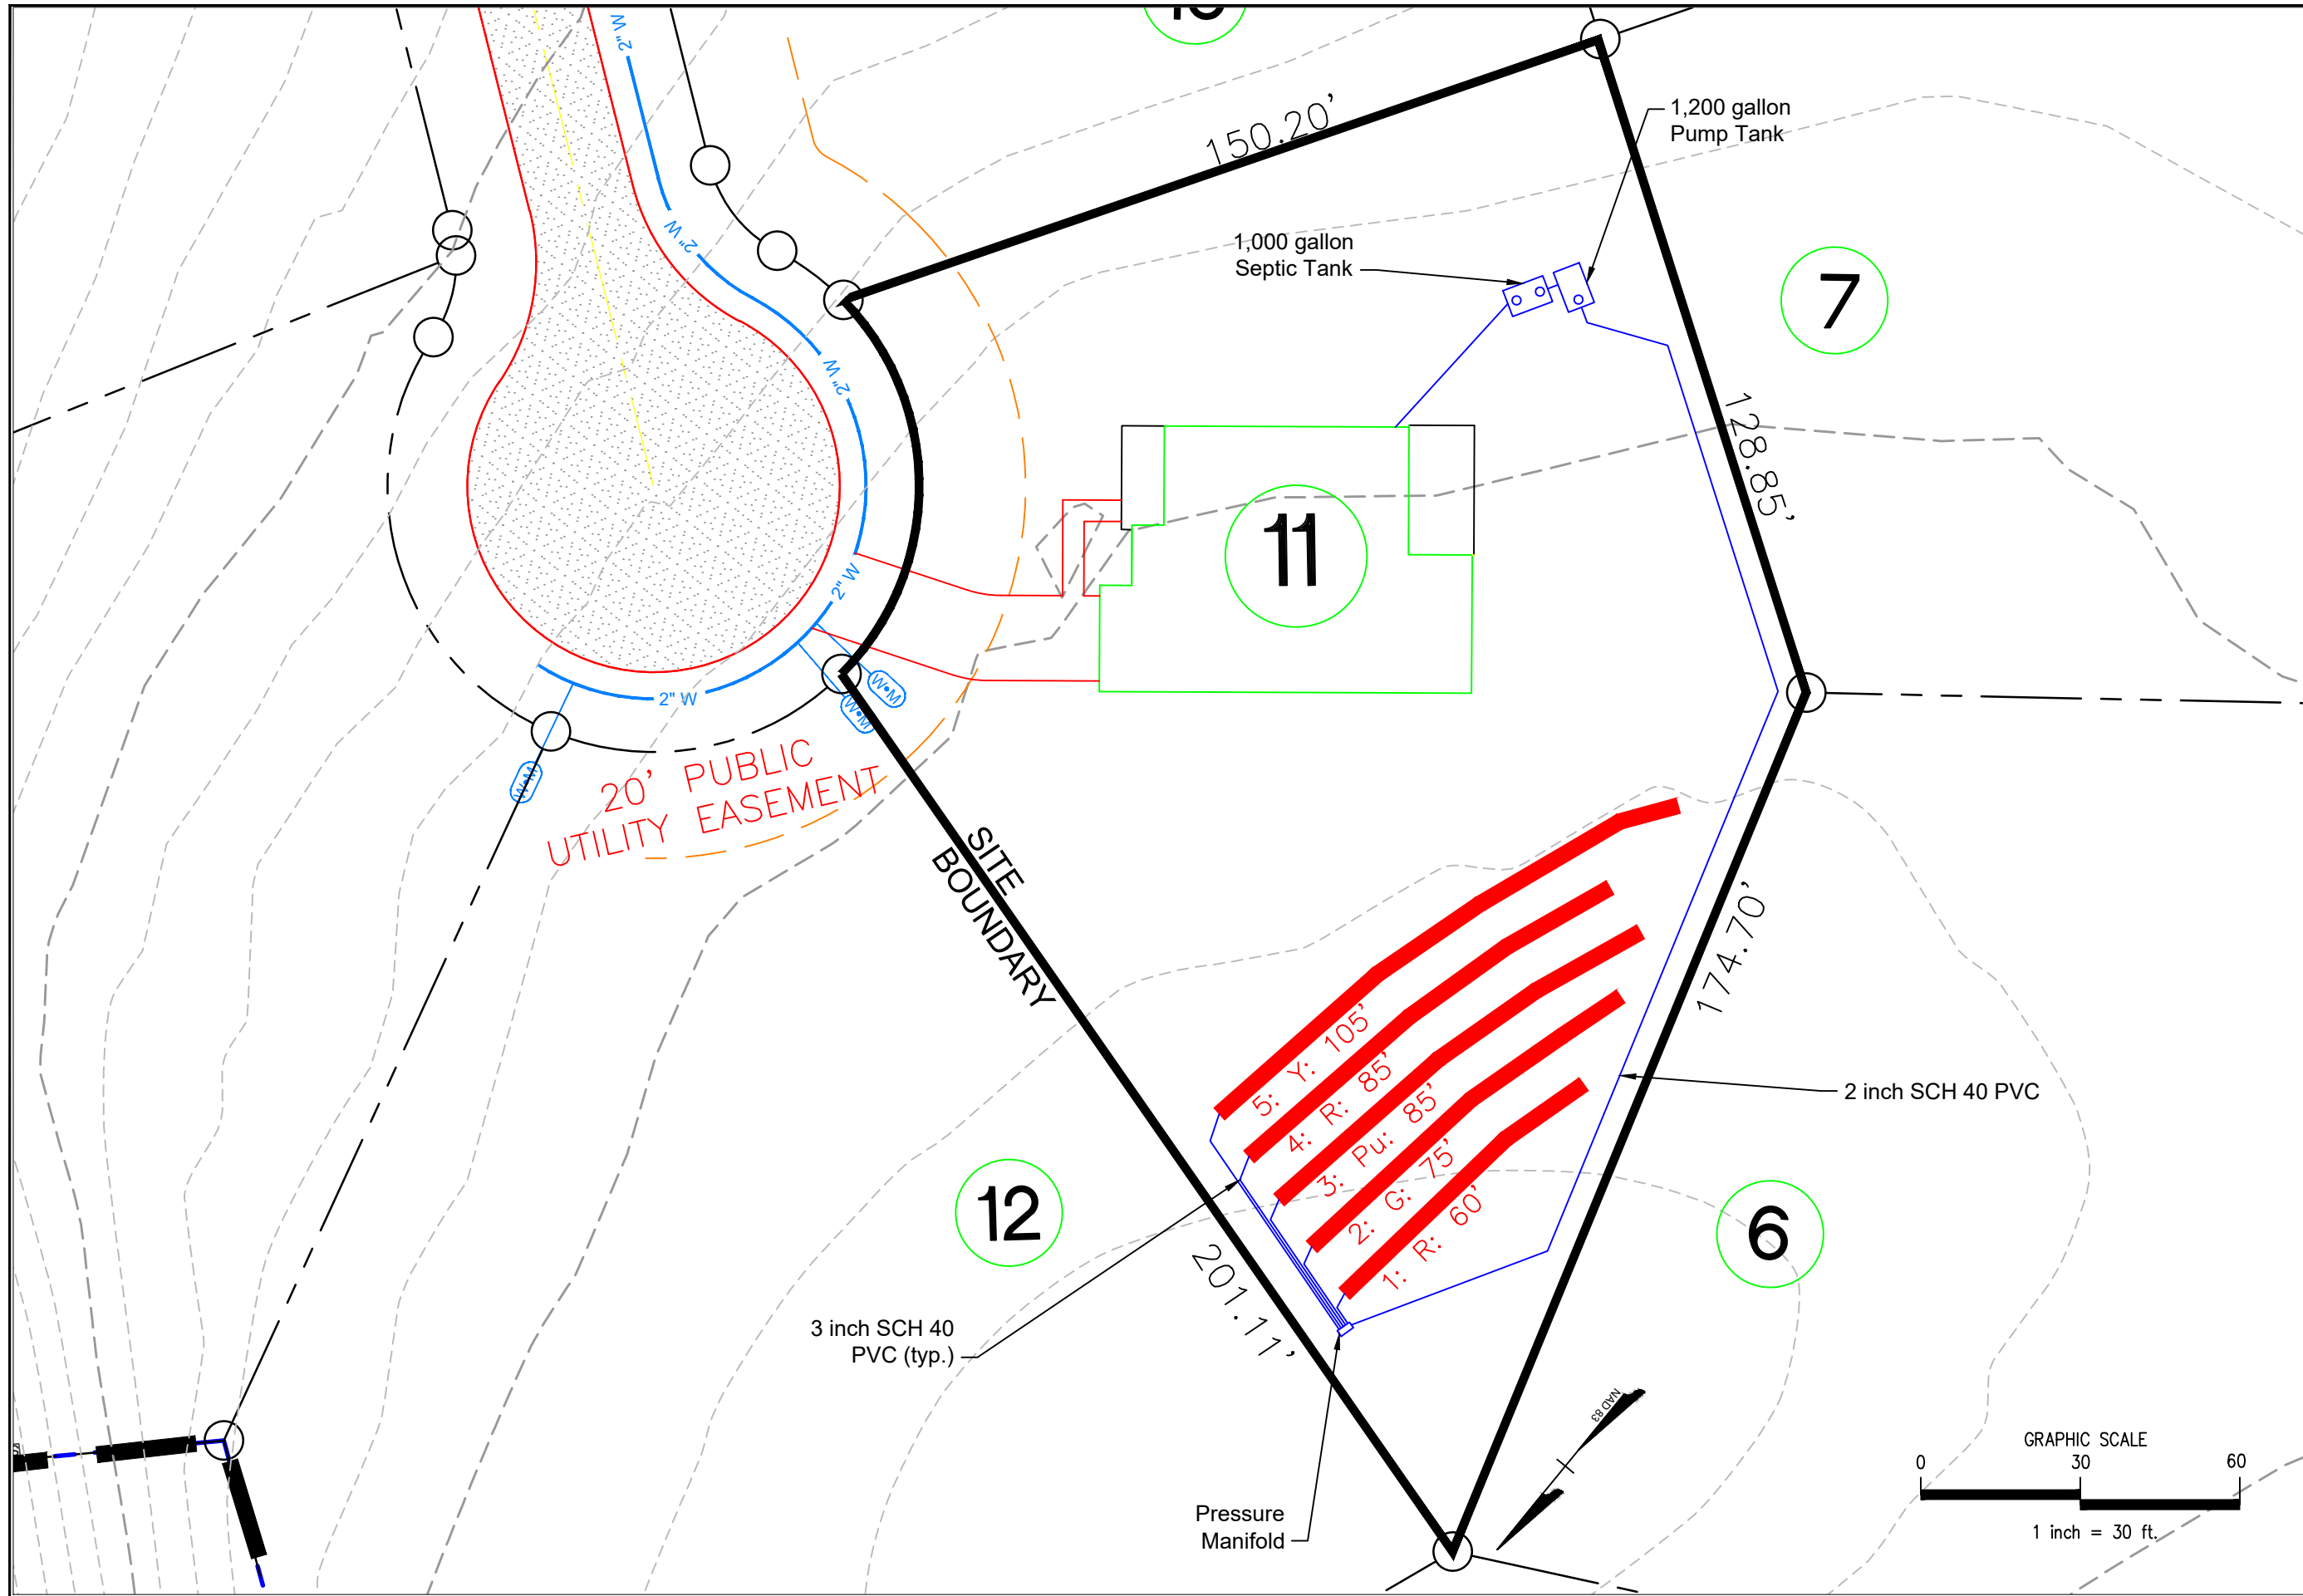 2" W
150.20'
1,200 gallon
Pump Tank
2" W
1,000 gallon
Septic Tank
7
2" W
128.85'
11
2" W
W•M
2" W
W•M
20' PUBLIC
UTILITY EASEMENT
W•M
SITE
BOUNDARY
174.70'
5: Y: 105'
4: R: 85'
3: Pu: 85'
2: G: 75'
1: R: 60'
2 inch SCH 40 PVC
12
6
201.11'
3 inch SCH 40
PVC (typ.)
NAD 83
Pressure
Manifold
GRAPHIC SCALE
0 30 60
1 inch = 30 ft.